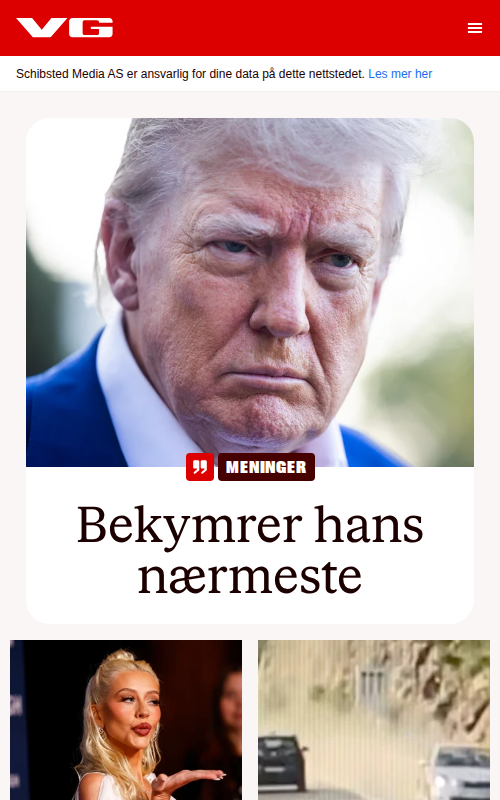 VG
Schibsted Media AS er ansvarlig for dine data på dette nettstedet. Les mer her
MENINGER
Bekymrer hans
nærmeste